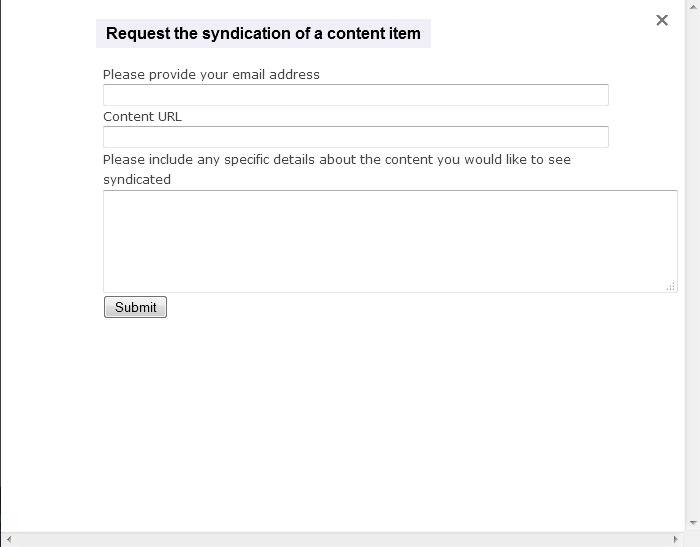 Request the syndication of a content item
Please provide your email address
Content URL
Please include any specific details about the content you would like to see
syndicated
Submit